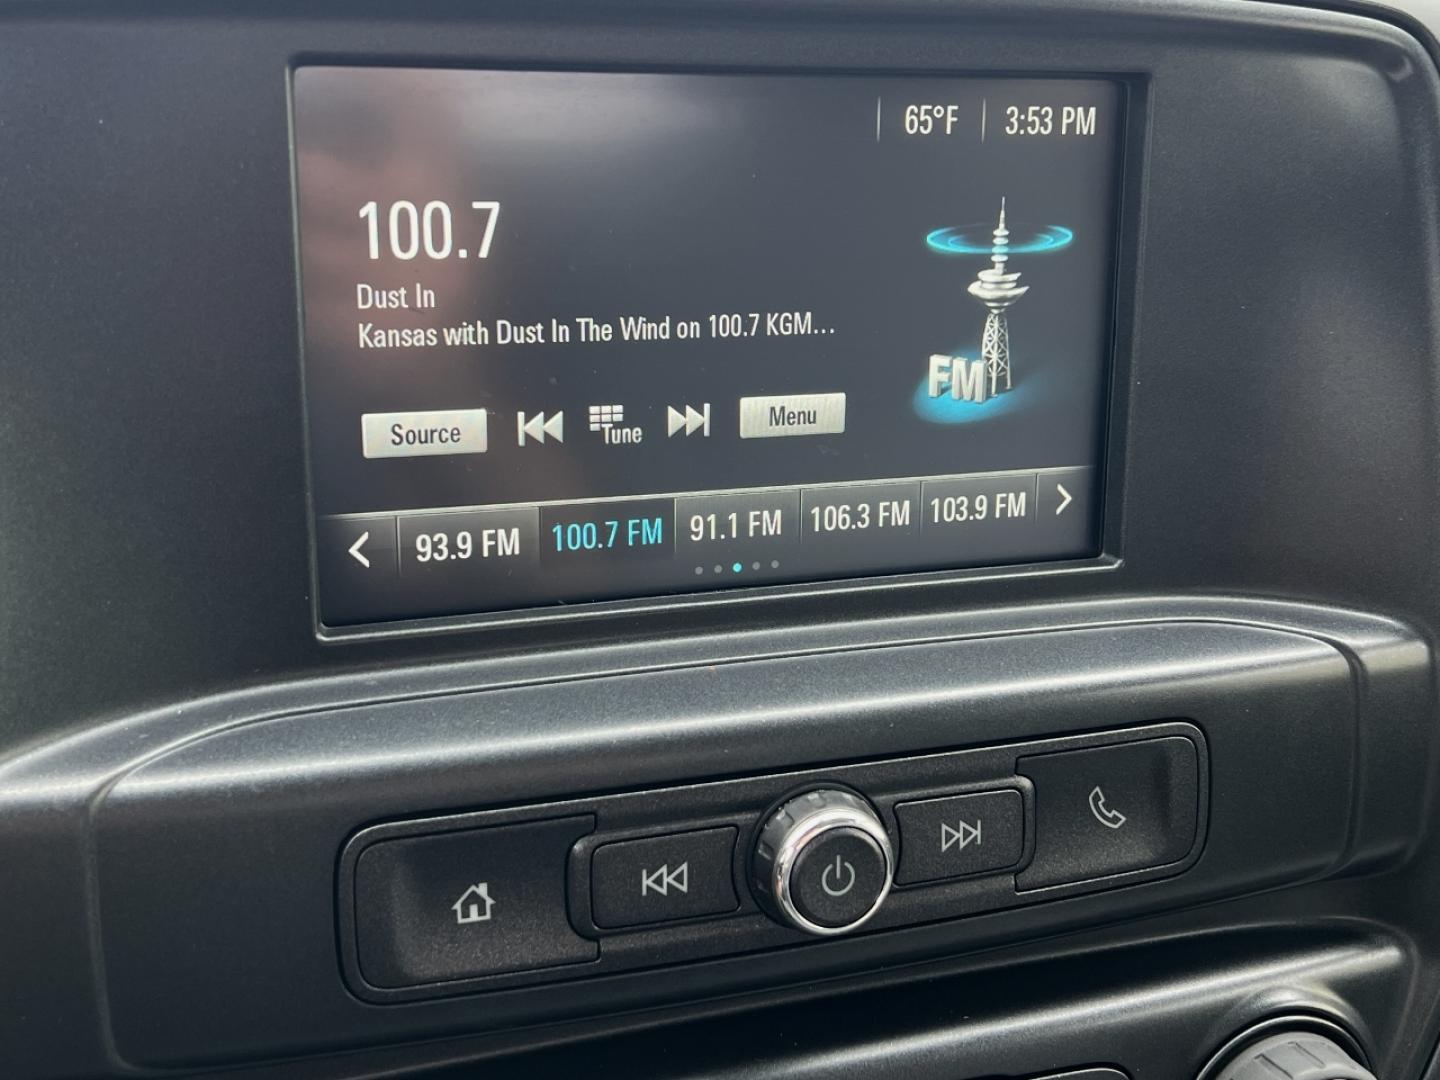 65°F 3:53 PM
100.7
Dust In
Kansas with Dust In The Wind on 100.7 KGM...
FM
Source Tune Menu
93.9 FM 100.7 FM 91.1 FM 106.3 FM 103.9 FM